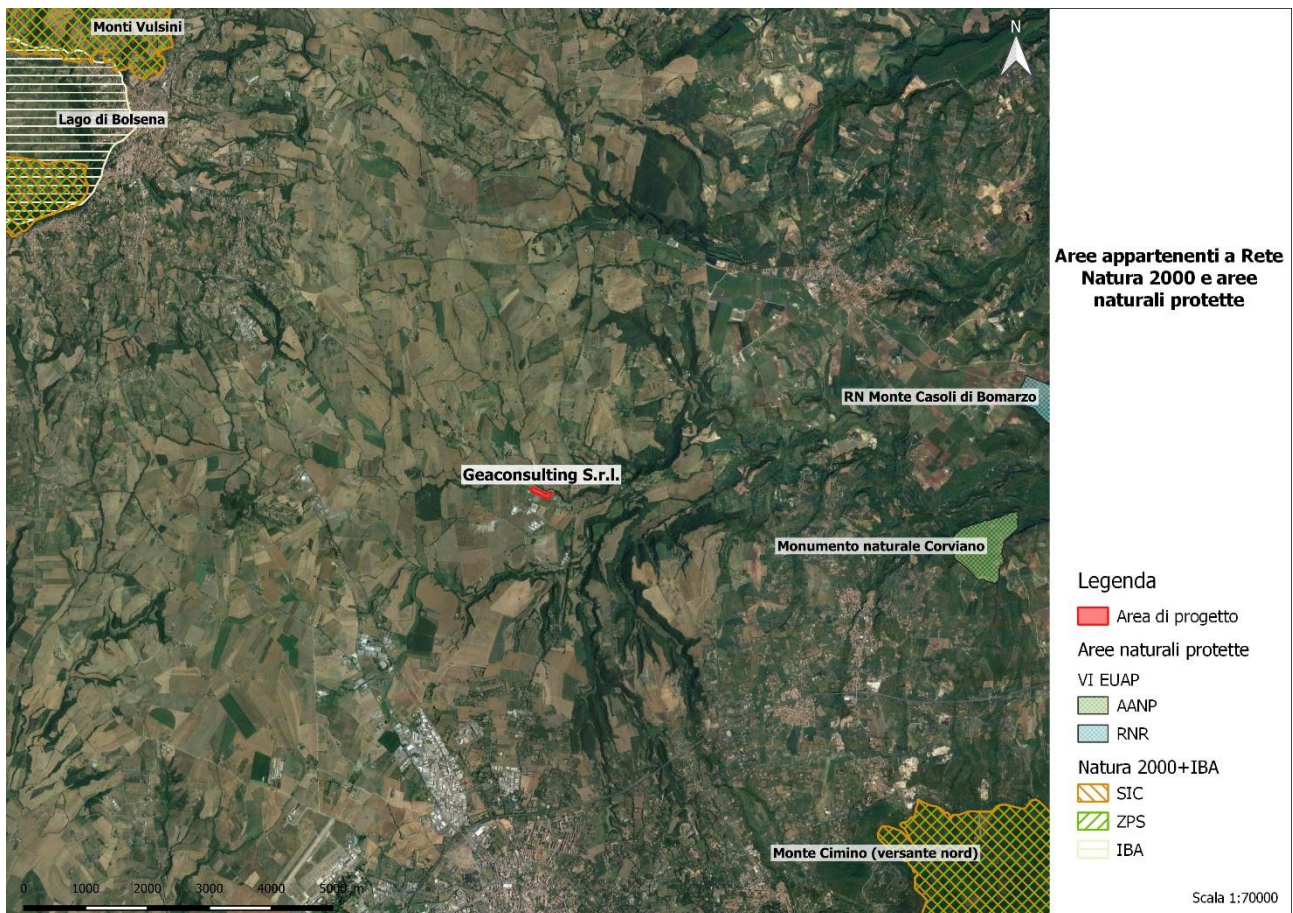 Monti Vulsini
Lago di Bolsena
N
RN Monte Casoli di Bomarzo
Geaconsulting S.r.l.
Monumento naturale Corviano
Monte Cimino (versante nord)
0 1000 2000 3000 4000 5000 m
Aree appartenenti a Rete
Natura 2000 e aree
naturali protette
Legenda
Area di progetto
Aree naturali protette
VI EUAP
AANP
RNR
Natura 2000+IBA
SIC
ZPS
IBA
Scala 1:70000